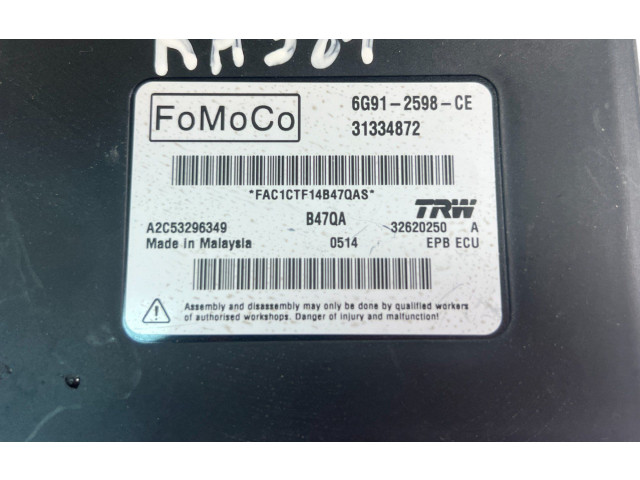 FoMoCo
6G91-2598-CE
31334872
*FAC1CTF14B47QAS*
B47QA
TRW
A2C53296349
32620250 A
Made in Malaysia
0514
EPB ECU
Assembly and disassembly may only be done by qualified workers
of authorised workshops. Danger of injury and malfunction!